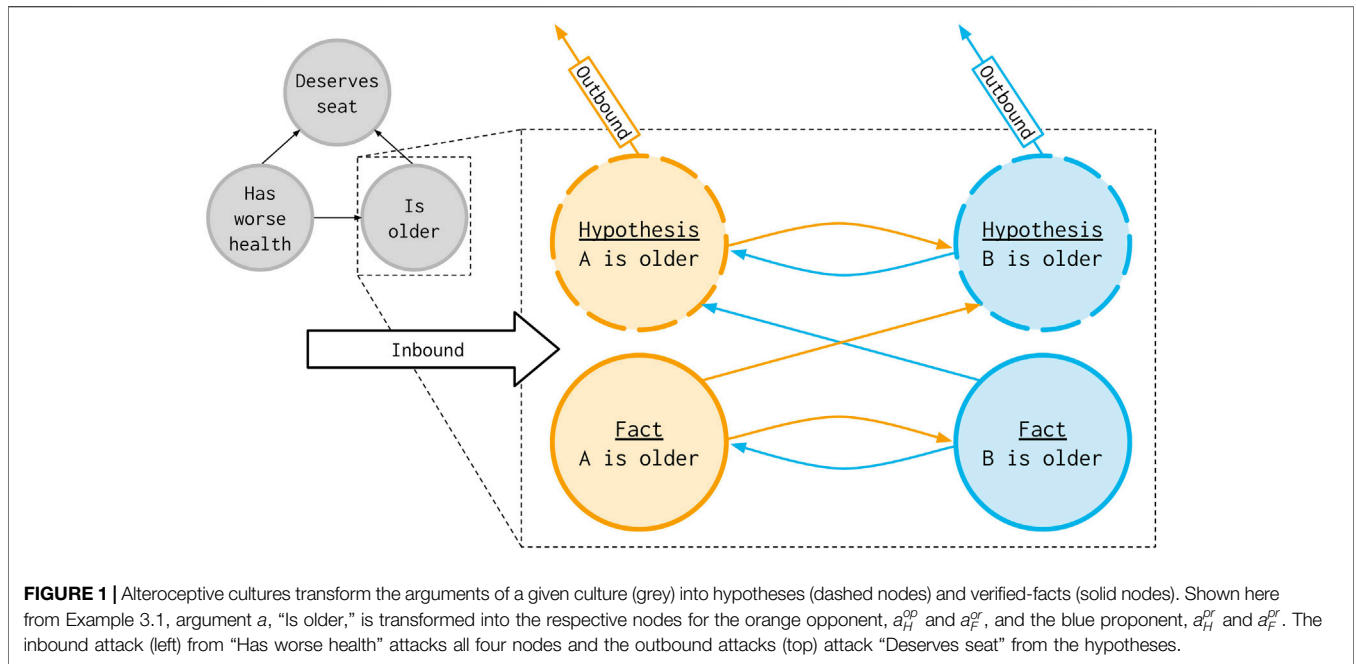 Deserves
seat
Has
worse
health
Is
older
Outbound
Outbound
Hypothesis
A is older
Hypothesis
B is older
Inbound
Fact
A is older
Fact
B is older
FIGURE 1 | Alteroceptive cultures transform the arguments of a given culture (grey) into hypotheses (dashed nodes) and verified-facts (solid nodes). Shown here
from Example 3.1, argument a, “Is older,” is transformed into the respective nodes for the orange opponent, a_H^{op} and a_F^{or}, and the blue proponent, a_H^{pr} and a_F^{pr}. The
inbound attack (left) from “Has worse health” attacks all four nodes and the outbound attacks (top) attack “Deserves seat” from the hypotheses.